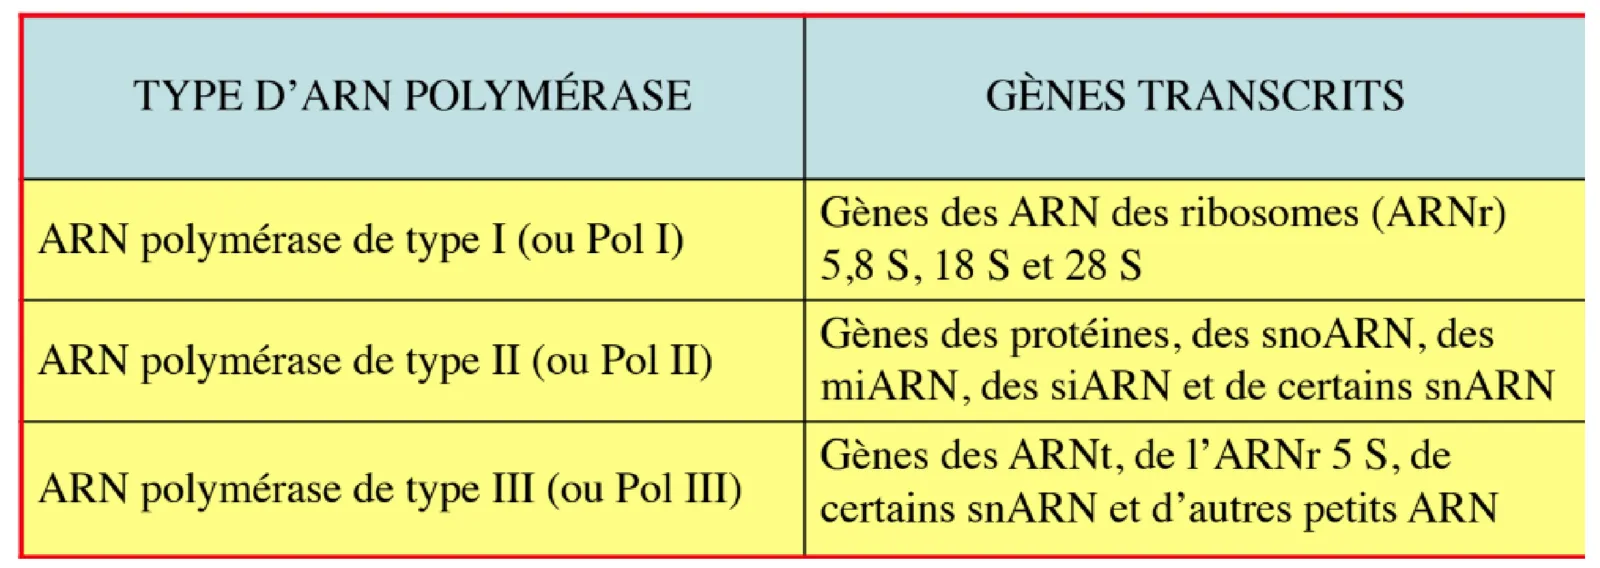 TYPE D’ARN POLYMÉRASE
GÈNES TRANSCRITS
ARN polymérase de type I (ou Pol I)
Gènes des ARN des ribosomes (ARNr)
5,8 S, 18 S et 28 S
ARN polymérase de type II (ou Pol II)
Gènes des protéines, des snoARN, des
miARN, des siARN et de certains snARN
ARN polymérase de type III (ou Pol III)
Gènes des ARNt, de l’ARNr 5 S, de
certains snARN et d’autres petits ARN